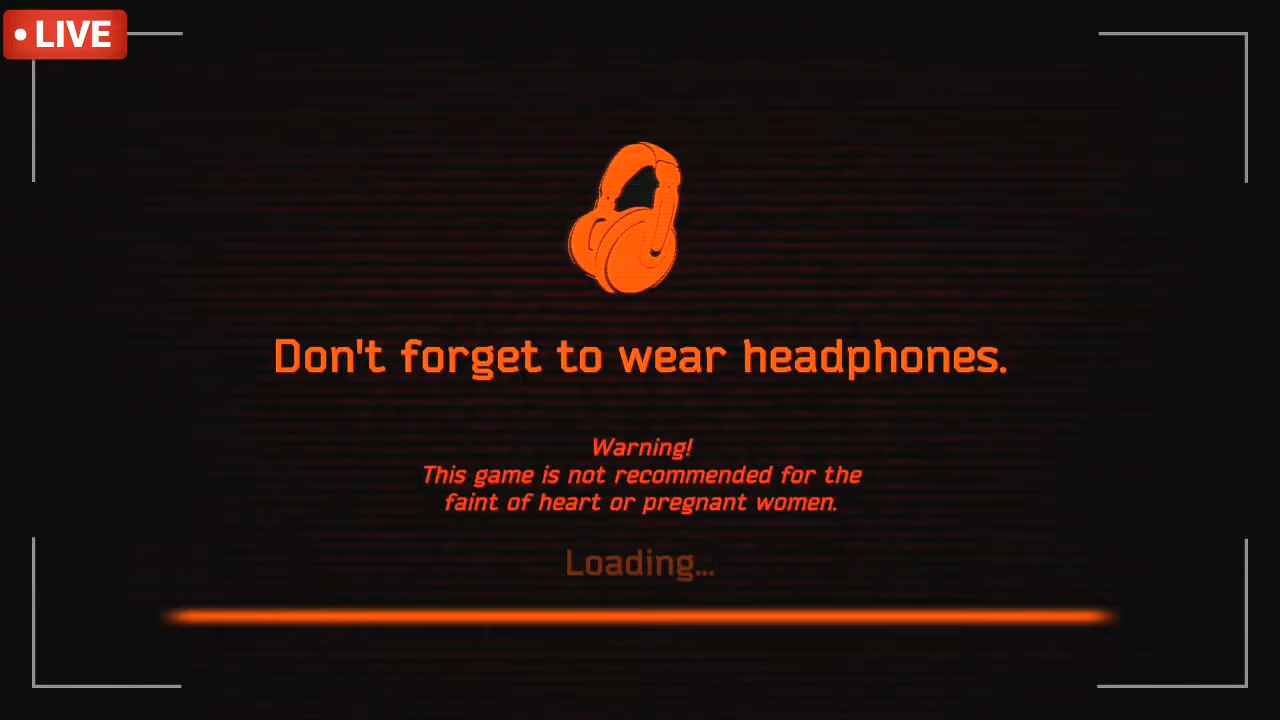 LIVE
Don't forget to wear headphones.
Warning!
This game is not recommended for the
faint of heart or pregnant women.
Loading...